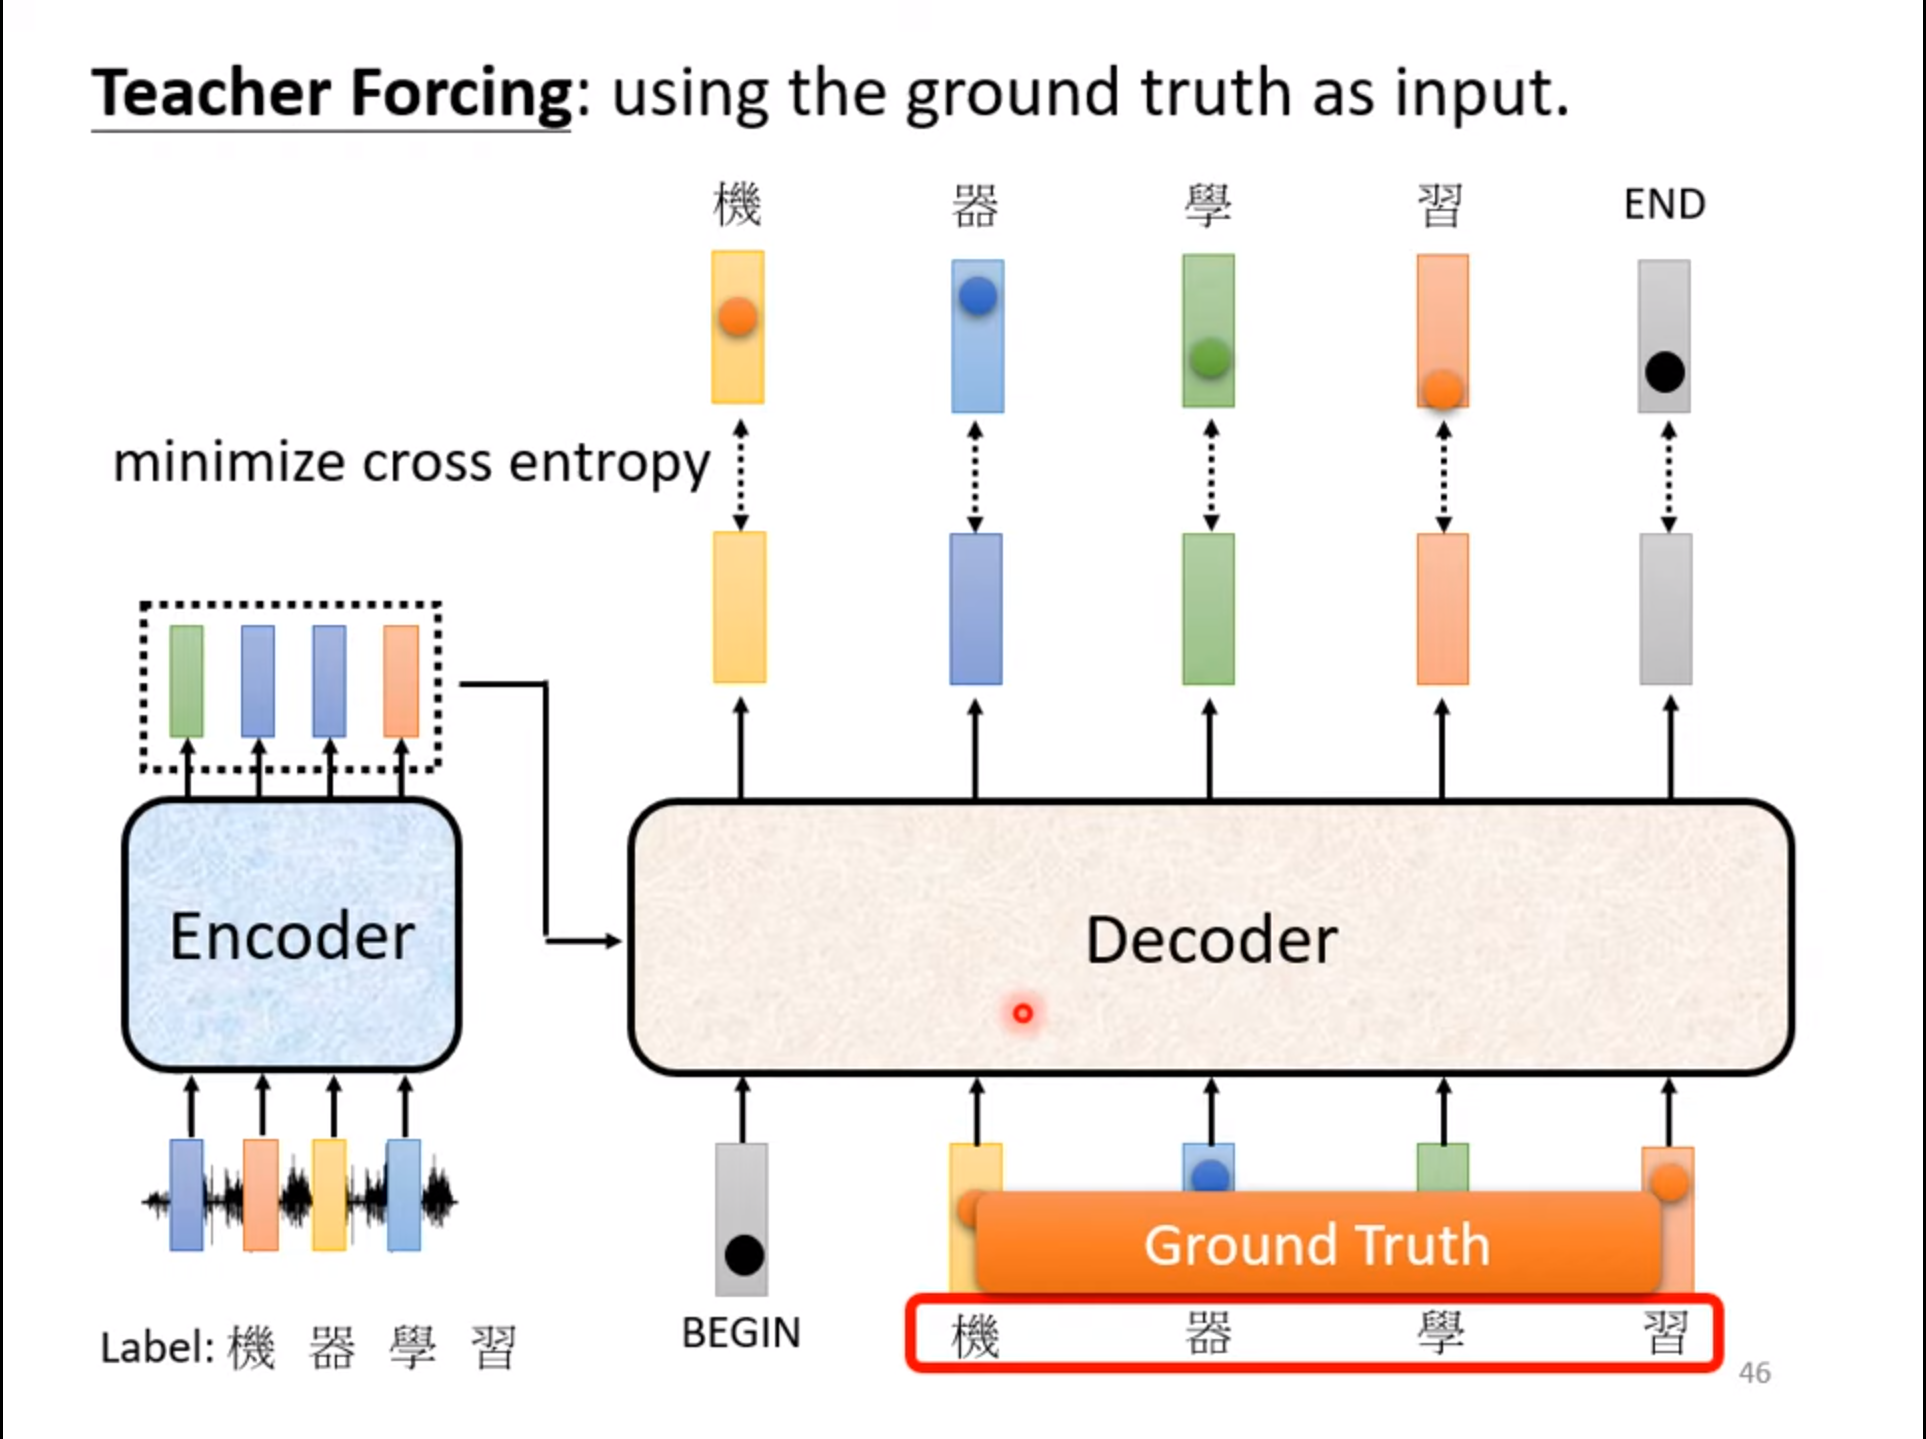 Teacher Forcing: using the ground truth as input.
機 器 學 習 END
minimize cross entropy
Encoder
Decoder
Ground Truth
Label: 機 器 學 習
BEGIN
機 器 學 習
46